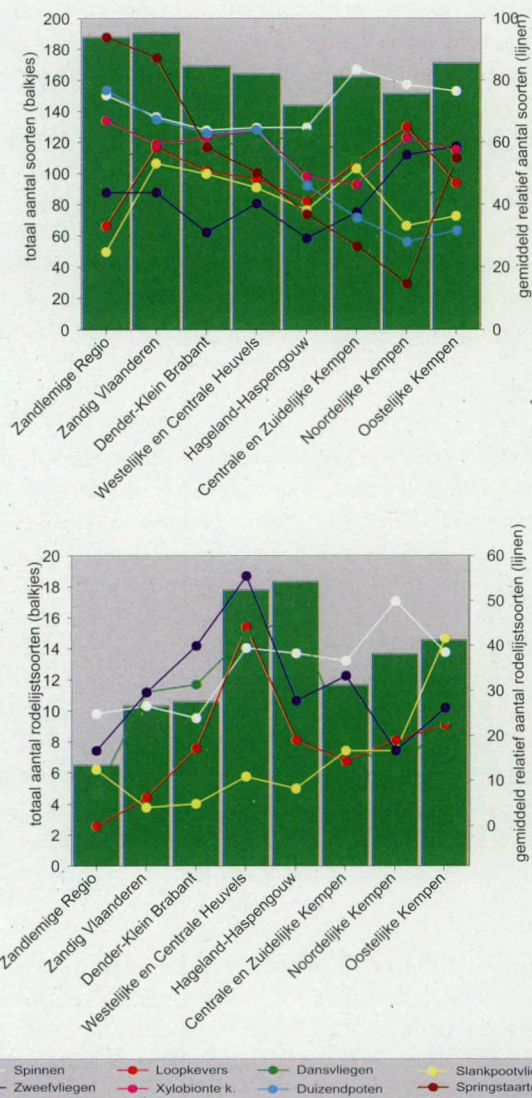 totaal aantal soorten (balkjes)
200
180
160
140
120
100
80
60
40
20
0
100
80
60
40
20
0
gemiddeld relatief aantal soorten (lijnen)
Zandlemige Regio
Zandig Vlaanderen
Dender-Klein Brabant
Westelijke en Centrale Heuvels
Hageland-Haspengouw
Centrale en Zuidelijke Kempen
Noordelijke Kempen
Oostelijke Kempen
totaal aantal rodelijstsoorten (balkjes)
20
18
16
14
12
10
8
6
4
2
0
60
50
40
30
20
10
0
gemiddeld relatief aantal rodelijstsoorten (lijnen)
Zandlemige Regio
Zandig Vlaanderen
Dender-Klein Brabant
Westelijke en Centrale Heuvels
Hageland-Haspengouw
Centrale en Zuidelijke Kempen
Noordelijke Kempen
Oostelijke Kempen
Spinnen Loopkevers Dansvliegen Slankpootvlie
Zweefvliegen Xylobionte k. Duizendpoten Springstaarte